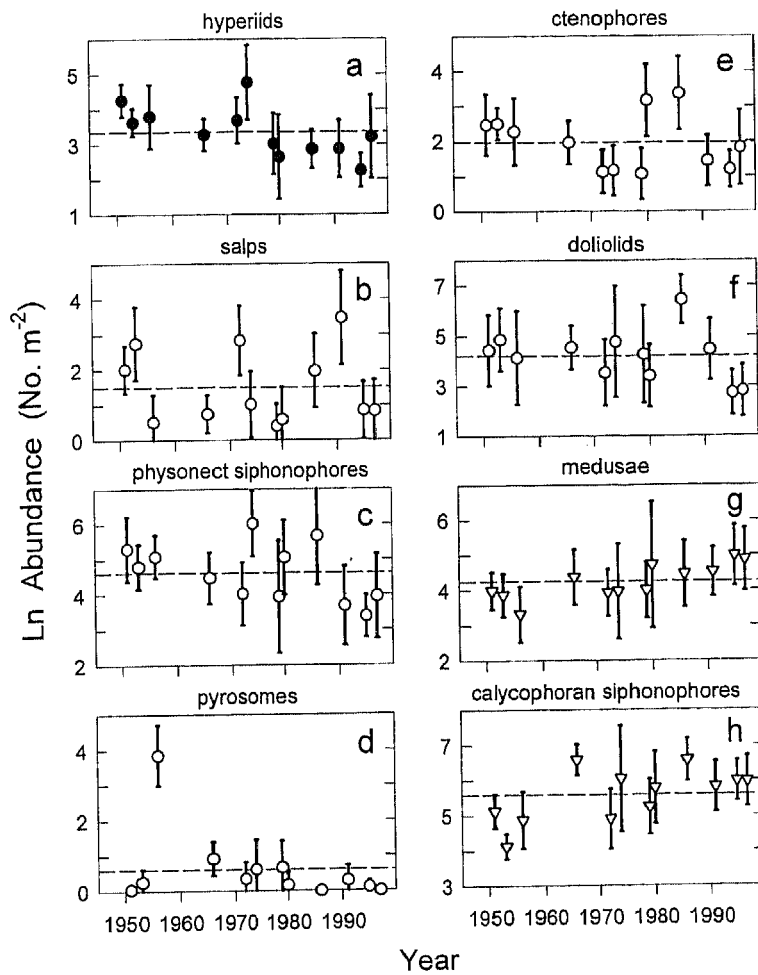 hyperiids
a
5
3
1
salps
b
4
2
0
physonect siphonophores
c
6
4
2
pyrosomes
d
4
2
0
1950 1960 1970 1980 1990
ctenophores
e
4
2
0
doliolids
f
7
5
3
1
medusae
g
6
4
2
calycophoran siphonophores
h
7
5
3
1950 1960 1970 1980 1990
Ln Abundance (No. m⁻²)
Year